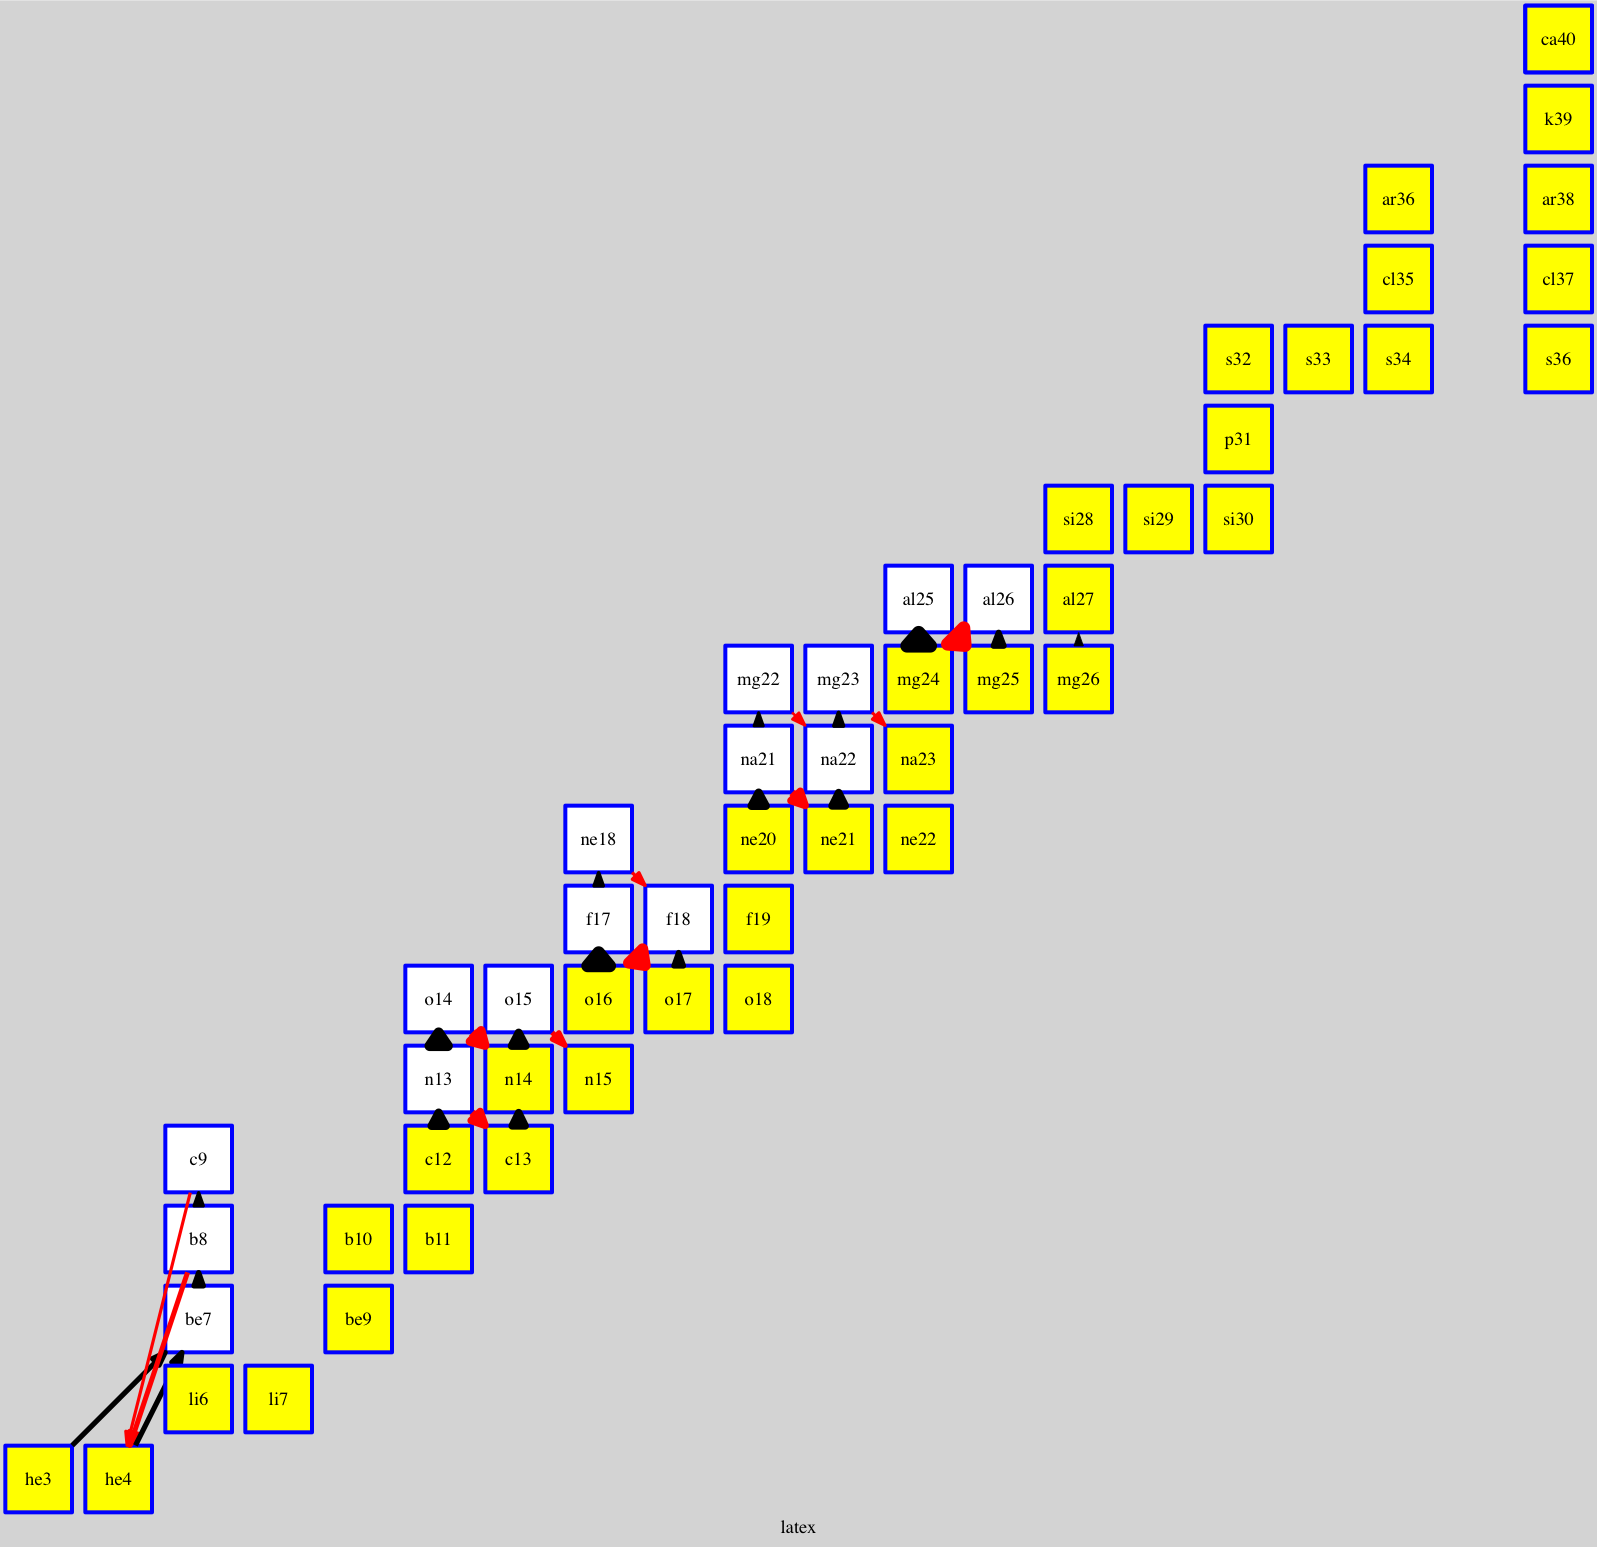 ca40
k39
ar36 ar38
cl35 cl37
s32 s33 s34 s36
p31
si28 si29 si30
al25 al26 al27
mg22 mg23 mg24 mg25 mg26
na21 na22 na23
ne18 ne20 ne21 ne22
f17 f18 f19
o14 o15 o16 o17 o18
n13 n14 n15
c9 c12 c13
b8 b10 b11
be7 be9
li6 li7
he3 he4
latex